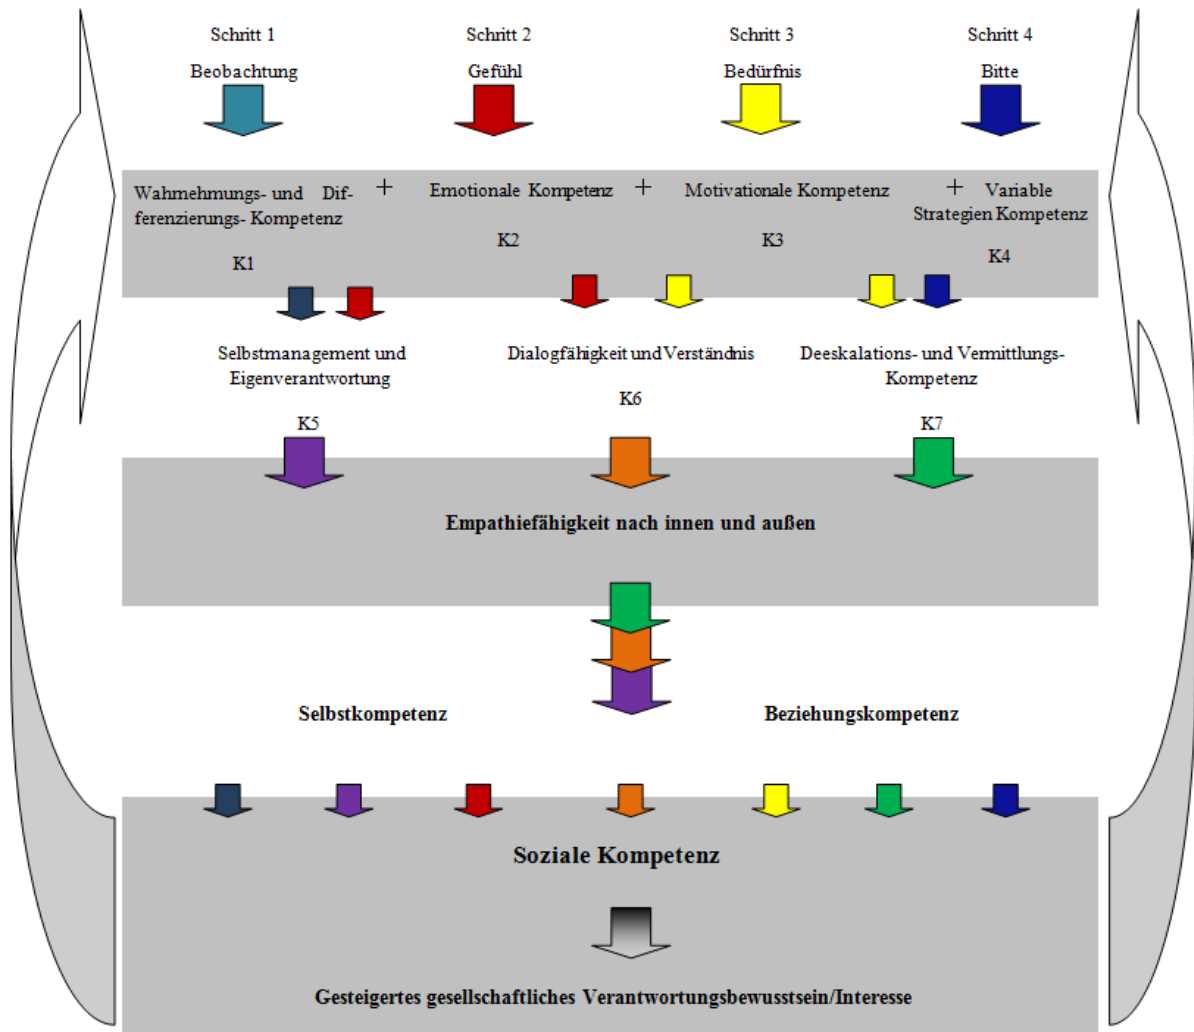 Schritt 1
Schritt 2
Schritt 3
Schritt 4
Beobachtung
Gefühl
Bedürfnis
Bitte
Wahrnehmungs- und Dif-
ferenzierungs- Kompetenz
K1
+
Emotionale Kompetenz
K2
+
Motivationale Kompetenz
K3
+
Variable
Strategien Kompetenz
K4
Selbstmanagement und
Eigenverantwortung
K5
Dialogfähigkeit und Verständnis
K6
Deeskalations- und Vermittlungs-
Kompetenz
K7
Empathiefähigkeit nach innen und außen
Selbstkompetenz
Beziehungskompetenz
Soziale Kompetenz
Gesteigertes gesellschaftliches Verantwortungsbewusstsein/Interesse